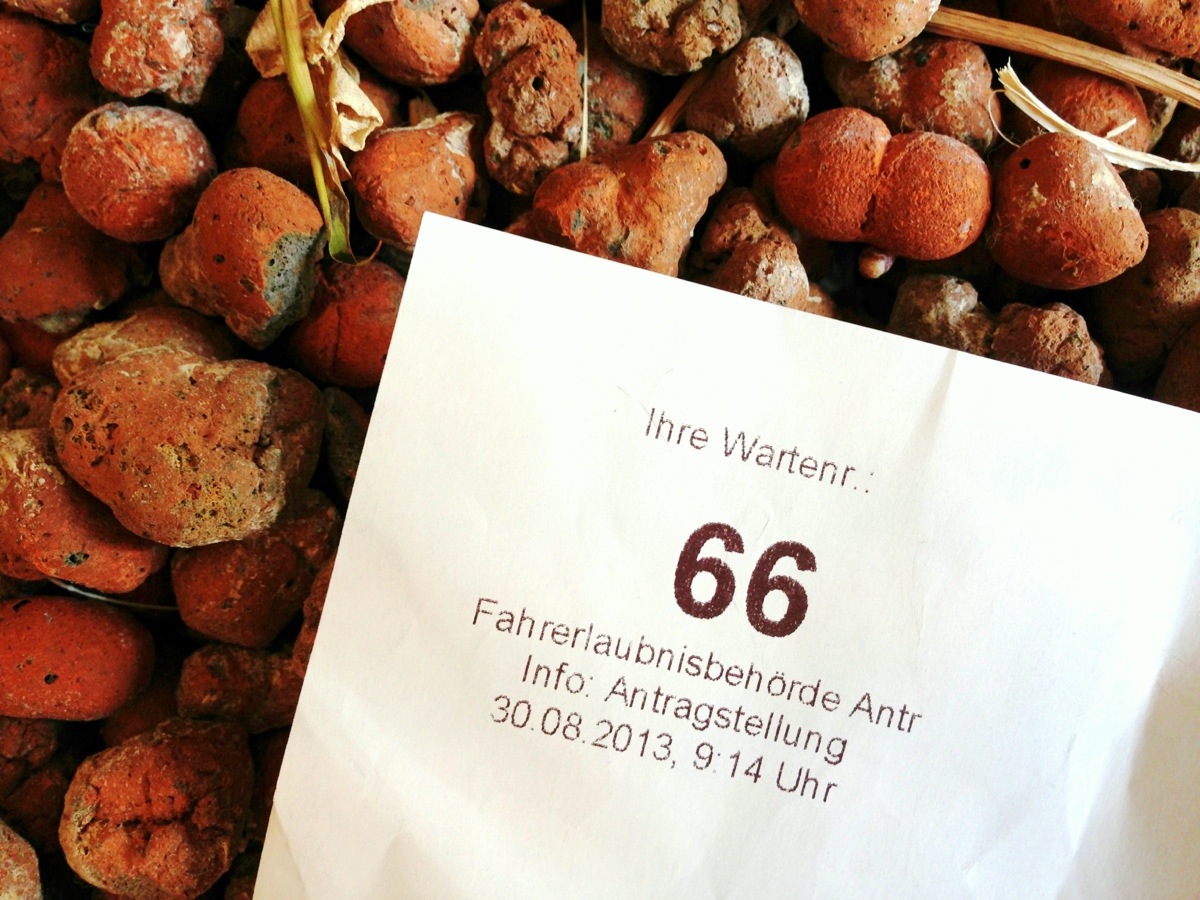 Ihre Wartenr.:
66
Fahrerlaubnisbehörde Antr
Info: Antragstellung
30.08.2013, 9:14 Uhr